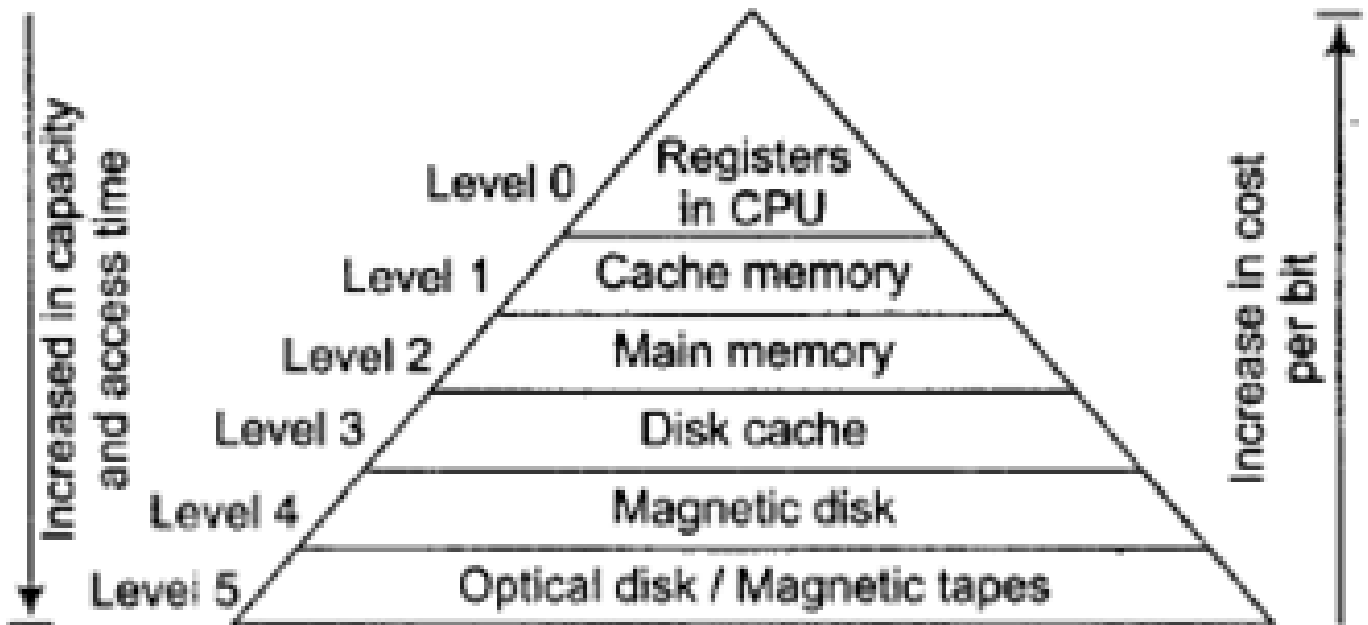 Increased in capacity
and access time
Level 0
Registers
in CPU
Level 1
Cache memory
Level 2
Main memory
Level 3
Disk cache
Level 4
Magnetic disk
Level 5
Optical disk / Magnetic tapes
Increase in cost
per bit